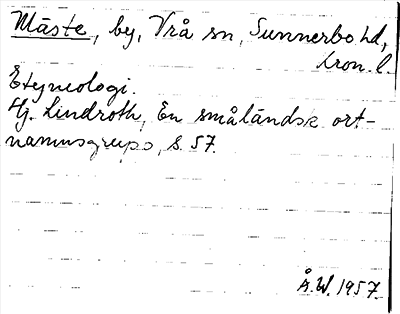 Måste, by, Vrå sn, Sunnerbo hd,
Kron. l.
Etymologi.
Hj. Lindroth, En småländsk ort-
namnsgrupp, s. 57.
Å.W. 1957.